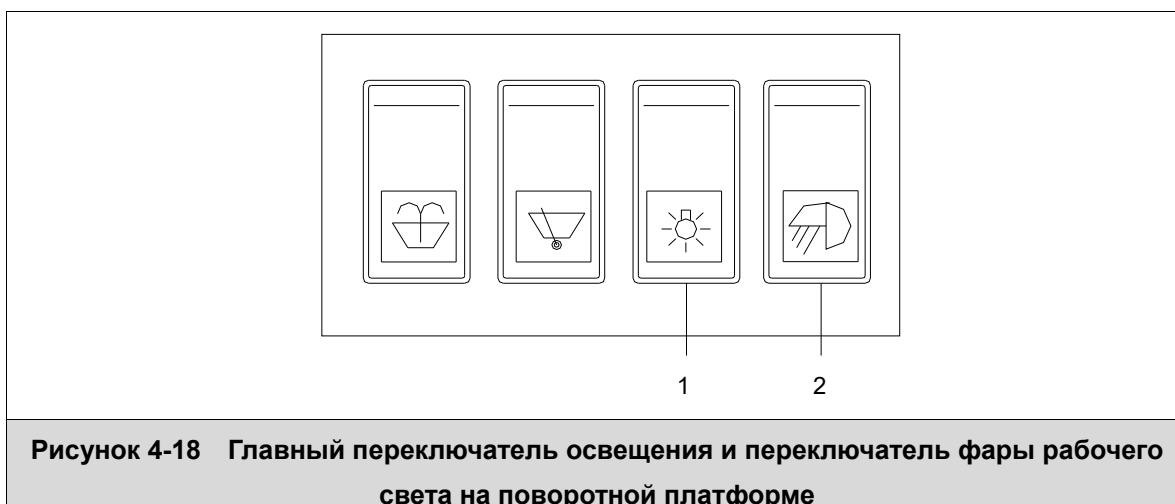 1 2
Рисунок 4-18 Главный переключатель освещения и переключатель фары рабочего
света на поворотной платформе